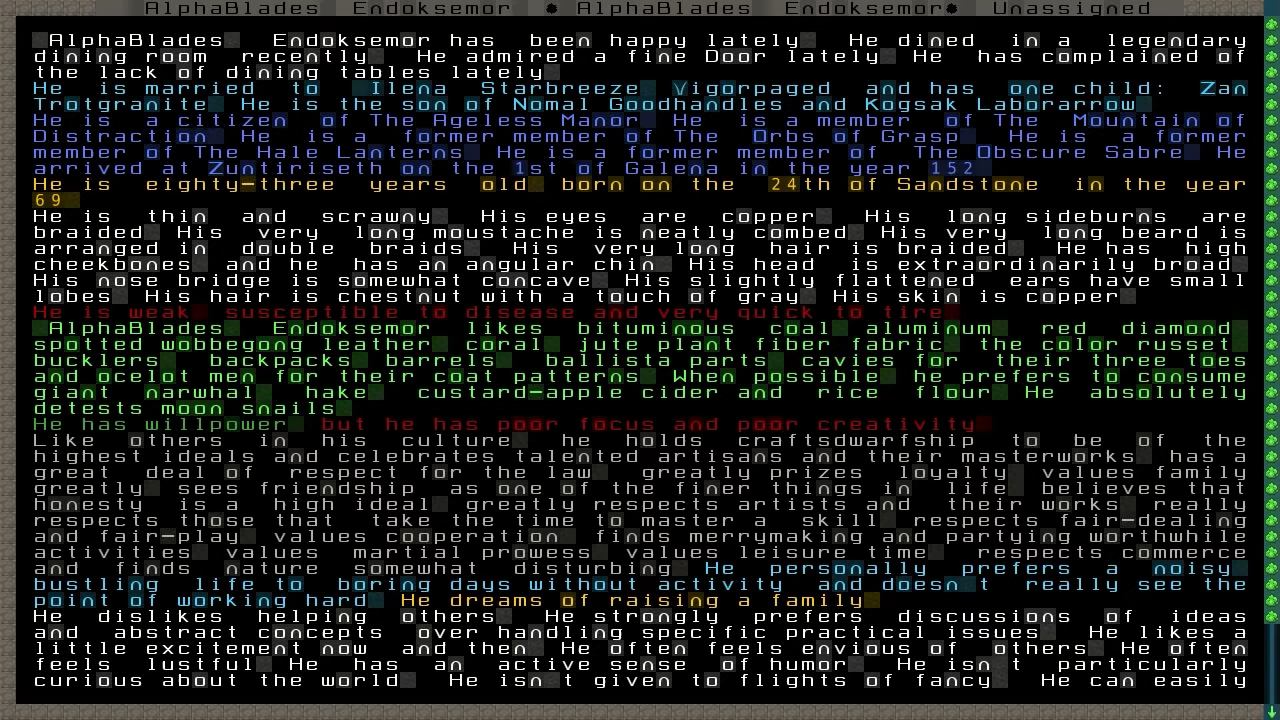 AlphaBlades Endoksemor ● AlphaBlades Endoksemor● Unassigned
AlphaBlades Endoksemor has been happy lately He dined in a legendary
dining room recently He admired a fine Door lately He has complained of
the lack of dining tables lately
He is married to Ilena Starbreeze Vigorpaged and has one child: Zan
Trotgranite He is the son of Nomal Goodhandles and Kogsak Laborarrow
He is a citizen of The Ageless Manor He is a member of The Mountain of
Distraction He is a former member of The Orbs of Grasp He is a former
member of The Hale Lanterns He is a former member of The Obscure Sabre He
arrived at Zuntiriseth on the 1st of Galena in the year 152
He is eighty-three years old born on the 24th of Sandstone in the year
69
He is thin and scrawny His eyes are copper His long sideburns are
braided His very long moustache is neatly combed His very long beard is
arranged in double braids His very long hair is braided He has high
cheekbones and he has an angular chin His head is extraordinarily broad
His nose bridge is somewhat concave His slightly flattened ears have small
lobes His hair is chestnut with a touch of gray His skin is copper
He is weak susceptible to disease and very quick to tire
AlphaBlades Endoksemor likes bituminous coal aluminum red diamond
spotted wobbegong leather coral jute plant fiber fabric the color russet
bucklers backpacks barrels ballista parts cavies for their three toes
and ocelot men for their coat patterns When possible he prefers to consume
giant narwhal hake custard-apple cider and rice flour He absolutely
detests moon snails
He has willpower but he has poor focus and poor creativity
Like others in his culture he holds craftsdwarfship to be of the
highest ideals and celebrates talented artisans and their masterworks has a
great deal of respect for the law greatly prizes loyalty values family
greatly sees friendship as one of the finer things in life believes that
honesty is a high ideal greatly respects artists and their works really
respects those that take the time to master a skill respects fair-dealing
and fair-play values cooperation finds merrymaking and partying worthwhile
activities values martial prowess values leisure time respects commerce
and finds nature somewhat disturbing He personally prefers a noisy
bustling life to boring days without activity and doesn t really see the
point of working hard He dreams of raising a family
He dislikes helping others He strongly prefers discussions of ideas
and abstract concepts over handling specific practical issues He likes a
little excitement now and then He often feels envious of others He often
feels lustful He has an active sense of humor He isn t particularly
curious about the world He isn t given to flights of fancy He can easily